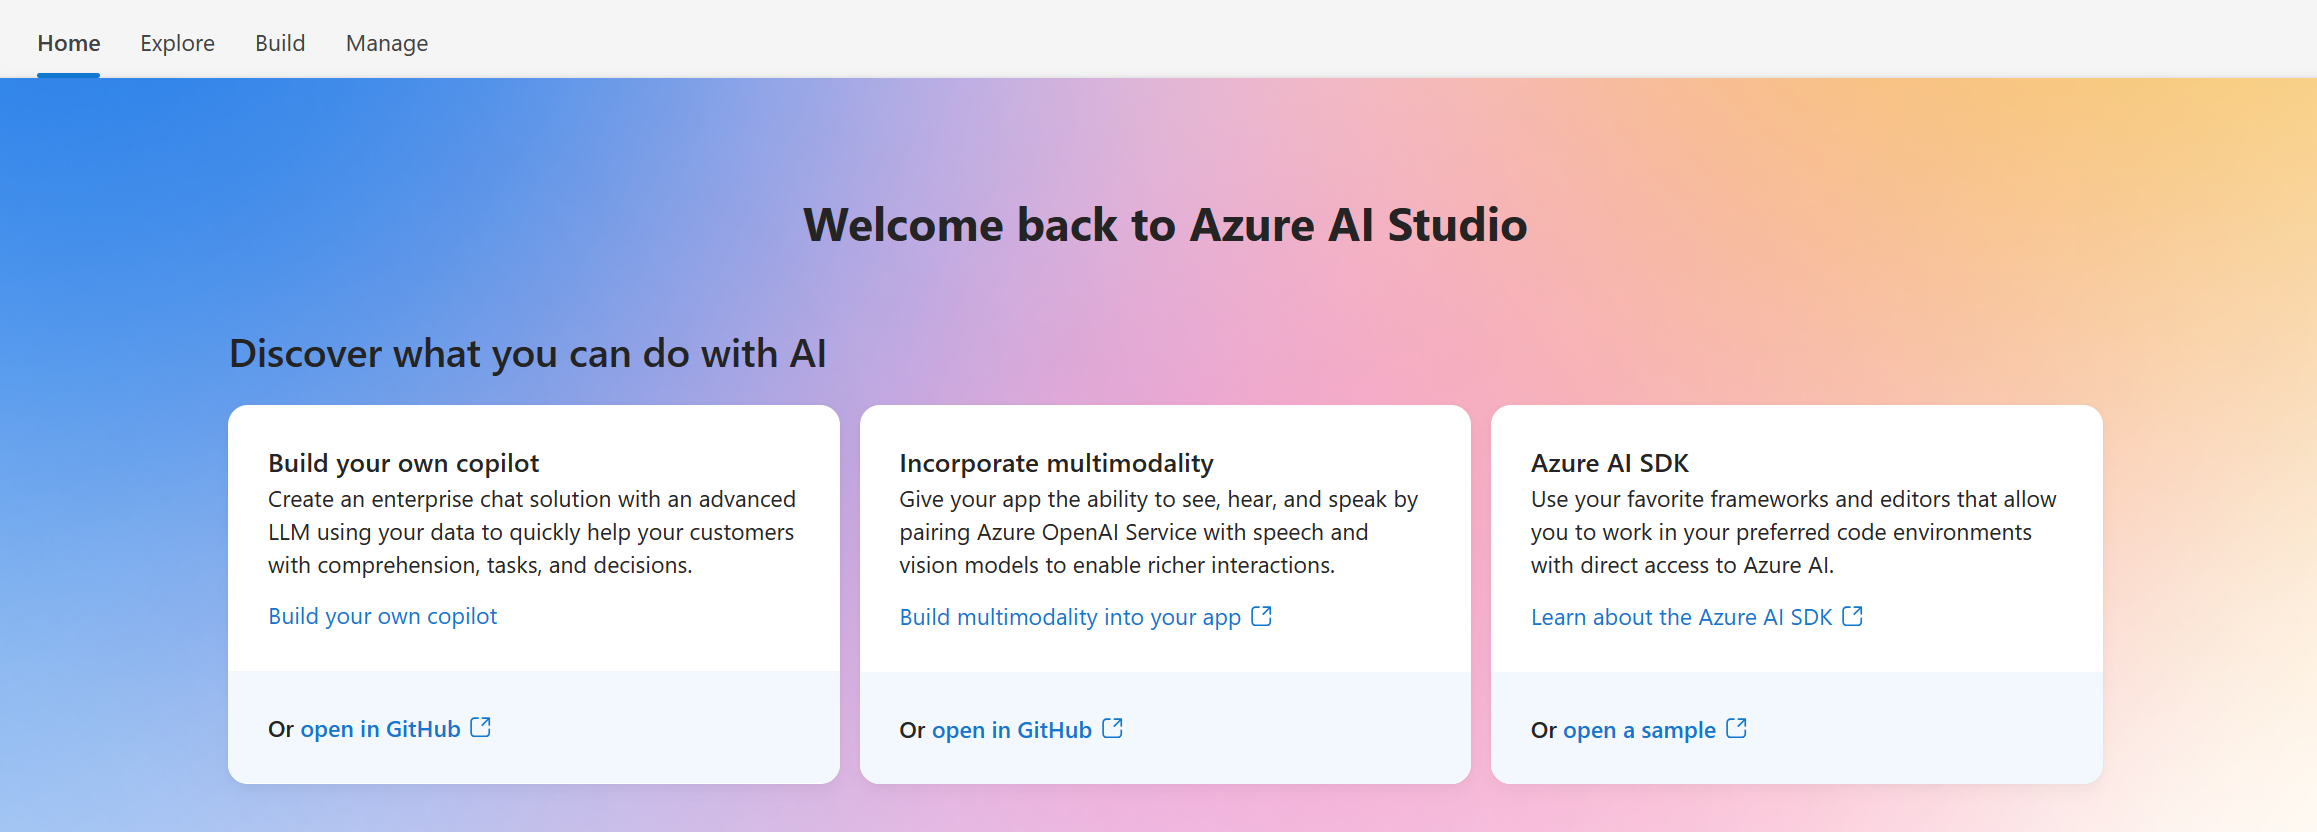 Home Explore Build Manage
Welcome back to Azure AI Studio
Discover what you can do with AI
Build your own copilot
Create an enterprise chat solution with an advanced
LLM using your data to quickly help your customers
with comprehension, tasks, and decisions.
Build your own copilot
Or open in GitHub
Incorporate multimodality
Give your app the ability to see, hear, and speak by
pairing Azure OpenAI Service with speech and
vision models to enable richer interactions.
Build multimodality into your app
Or open in GitHub
Azure AI SDK
Use your favorite frameworks and editors that allow
you to work in your preferred code environments
with direct access to Azure AI.
Learn about the Azure AI SDK
Or open a sample